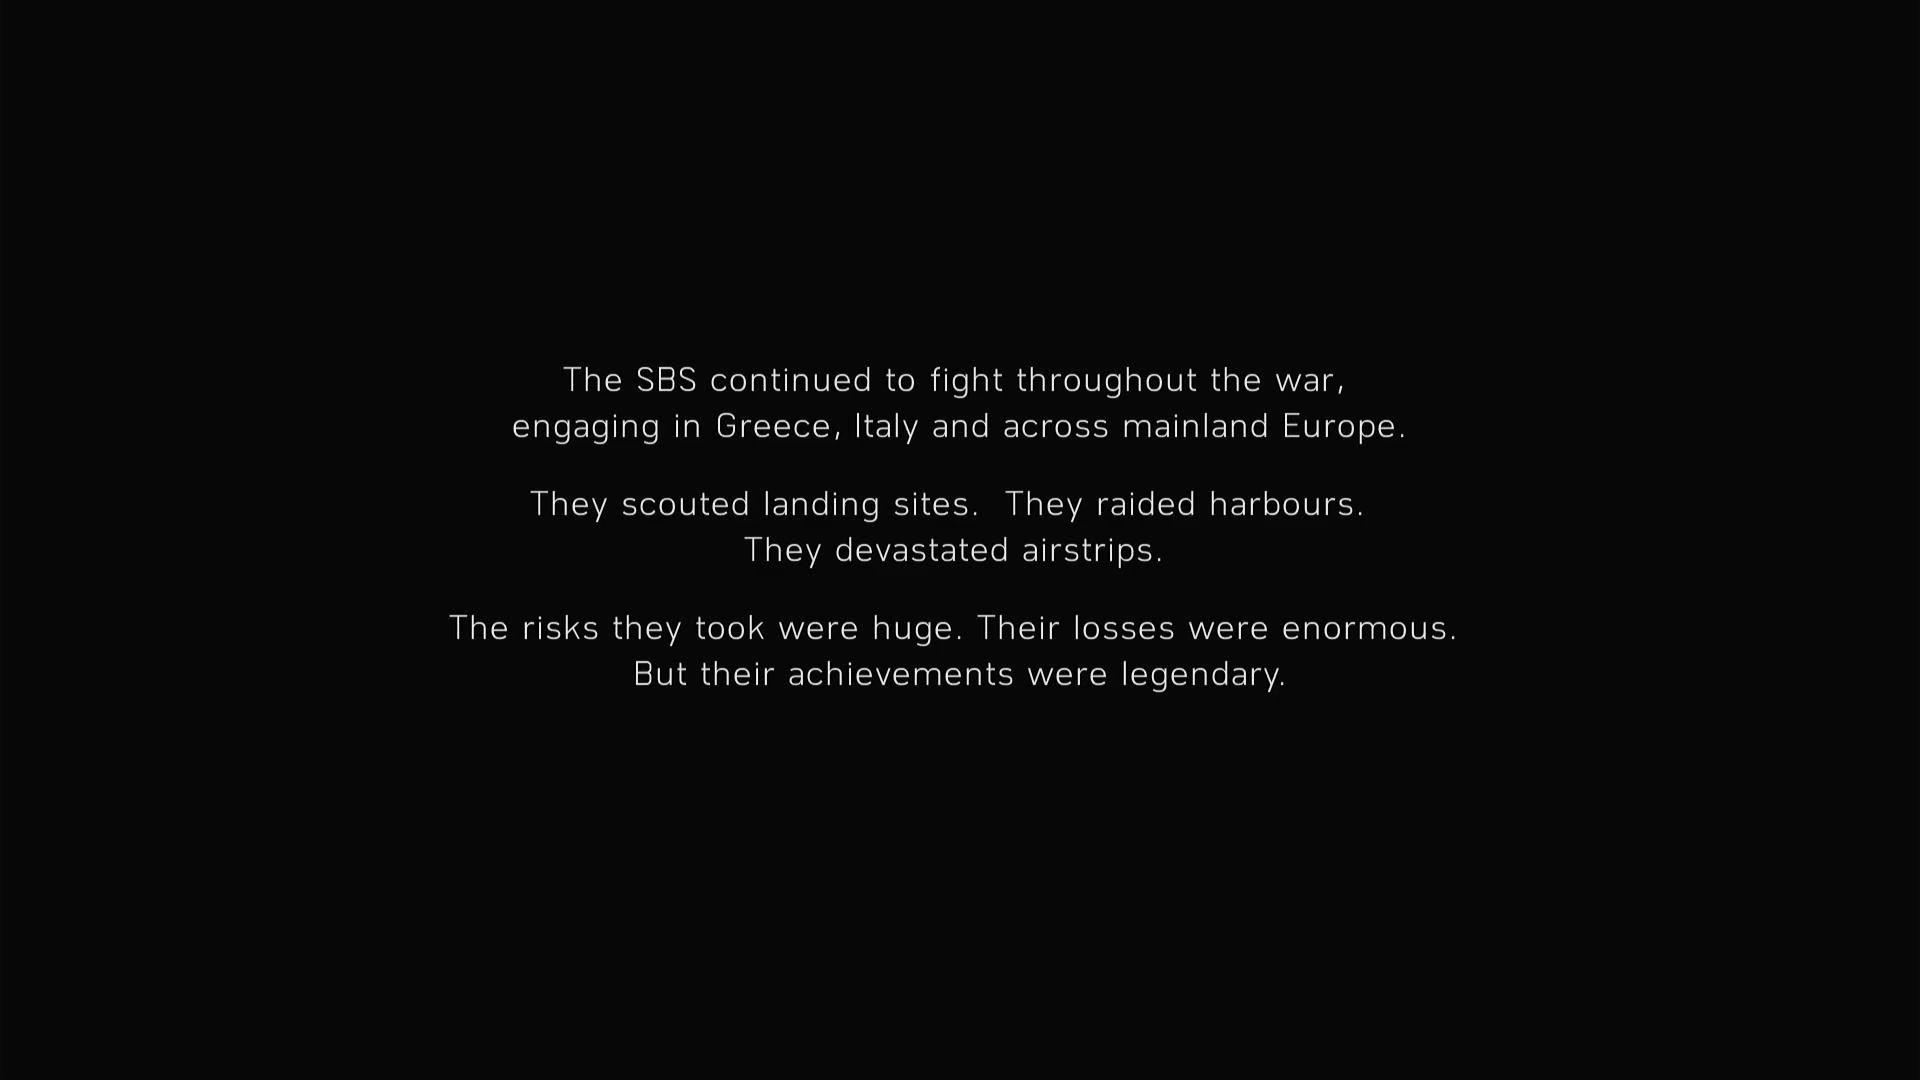 The SBS continued to fight throughout the war,
engaging in Greece, Italy and across mainland Europe.
They scouted landing sites.  They raided harbours.
They devastated airstrips.
The risks they took were huge. Their losses were enormous.
But their achievements were legendary.